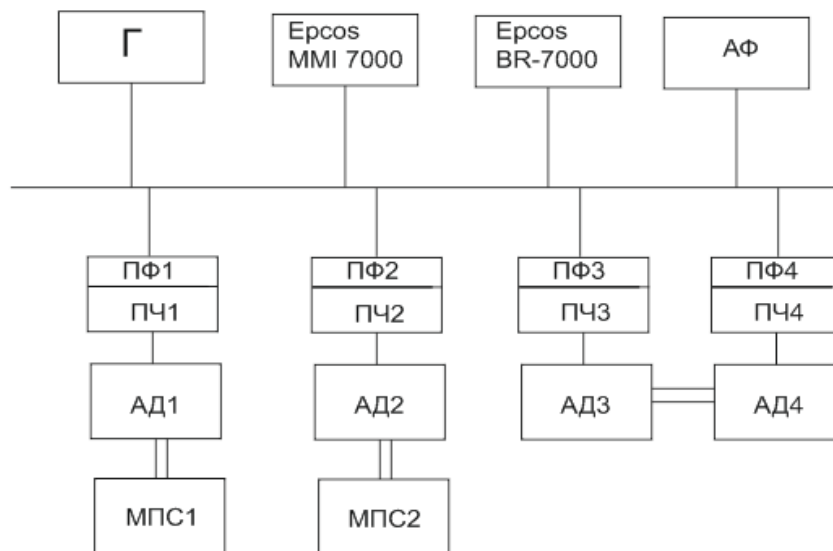 Г
Epcos
MMI 7000
Epcos
BR-7000
АФ
ПФ1
ПФ2
ПФ3
ПФ4
ПЧ1
ПЧ2
ПЧ3
ПЧ4
АД1
АД2
АД3
АД4
МПС1
МПС2